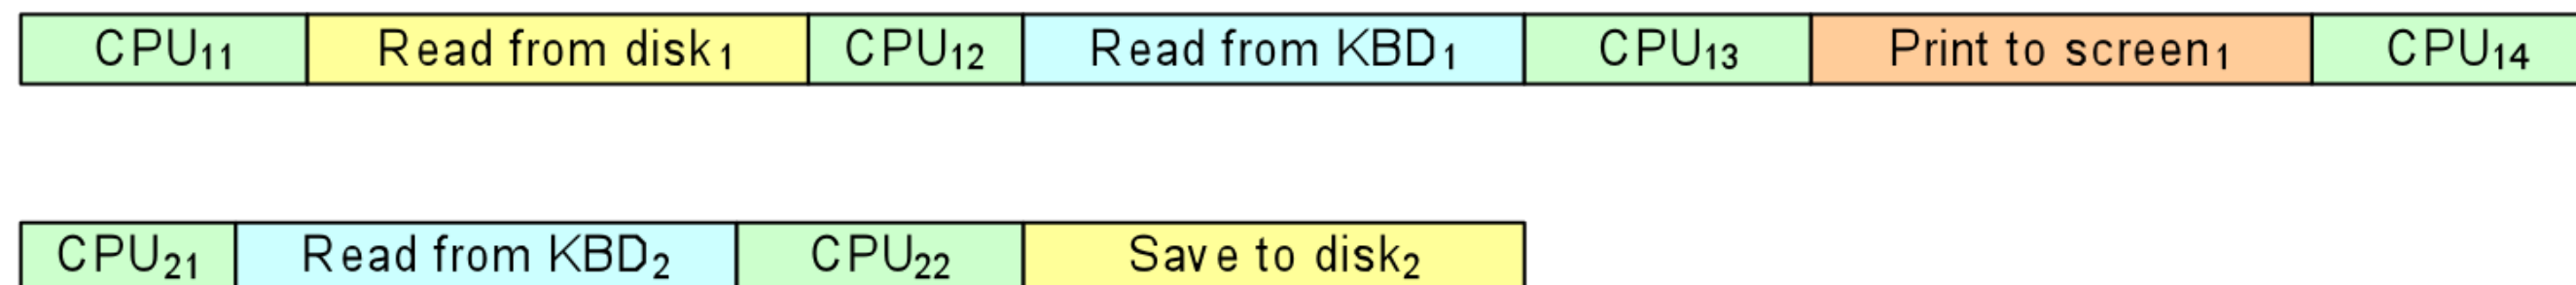 CPU₁₁ Read from disk₁ CPU₁₂ Read from KBD₁ CPU₁₃ Print to screen₁ CPU₁₄
CPU₂₁ Read from KBD₂ CPU₂₂ Save to disk₂